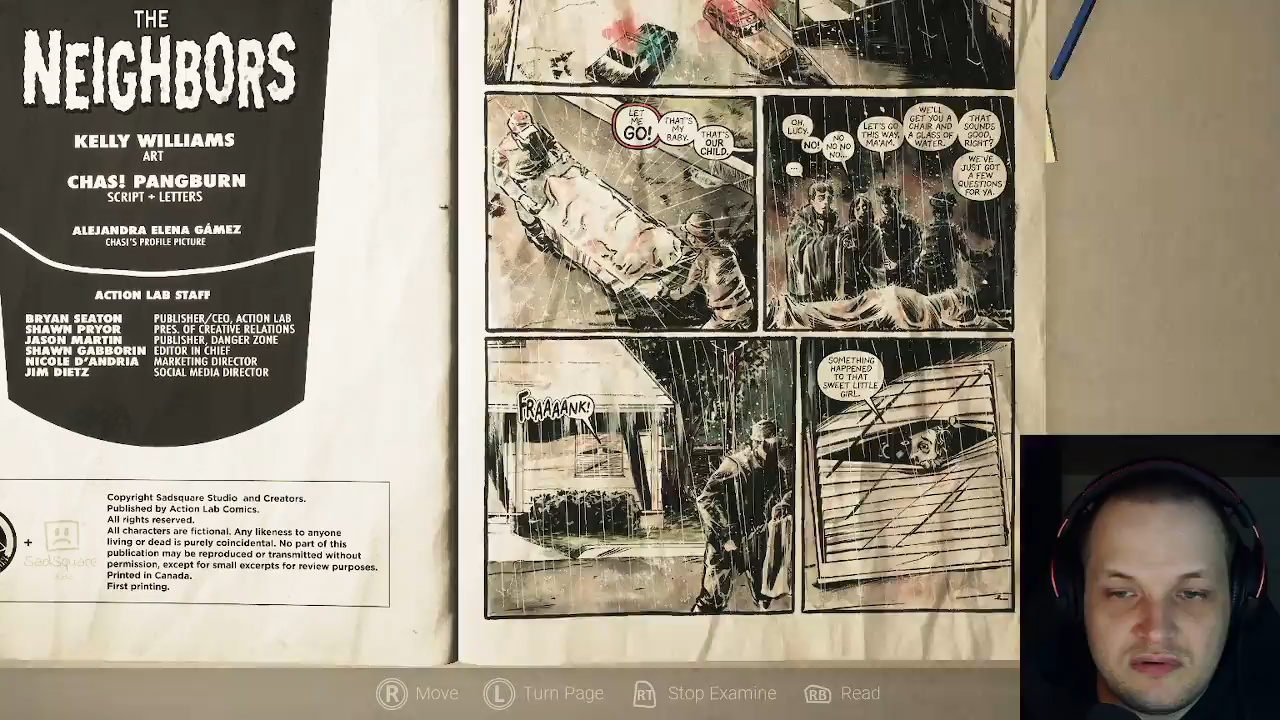 THE
NEIGHBORS
KELLY WILLIAMS
ART
CHAS! PANGBURN
SCRIPT + LETTERS
ALEJANDRA ELENA GÁMEZ
CHAS!'S PROFILE PICTURE
ACTION LAB STAFF
BRYAN SEATON PUBLISHER/CEO, ACTION LAB
SHAWN PRYOR PRES. OF CREATIVE RELATIONS
JASON MARTIN PUBLISHER, DANGER ZONE
SHAWN GABBORIN EDITOR IN CHIEF
NICOLE D'ANDRIA MARKETING DIRECTOR
JIM DIETZ SOCIAL MEDIA DIRECTOR
+
SadSquare
Copyright Sadsquare Studio and Creators.
Published by Action Lab Comics.
All rights reserved.
All characters are fictional. Any likeness to anyone
living or dead is purely coincidental. No part of this
publication may be reproduced or transmitted without
permission, except for small excerpts for review purposes.
Printed in Canada.
First printing.
LET
ME
GO!
THAT'S
MY
BABY.
THAT'S
OUR
CHILD.
OH,
LUCY.
NO!
...
NO
NO NO
NO...
LET'S GO
THIS WAY,
MA'AM.
WE'LL
GET YOU A
CHAIR AND
A GLASS OF
WATER.
THAT
SOUNDS
GOOD,
RIGHT?
WE'VE
JUST GOT
A FEW
QUESTIONS
FOR YA.
FRAAAANK!
SOMETHING
HAPPENED
TO THAT
SWEET LITTLE
GIRL.
R Move L Turn Page RT Stop Examine RB Read